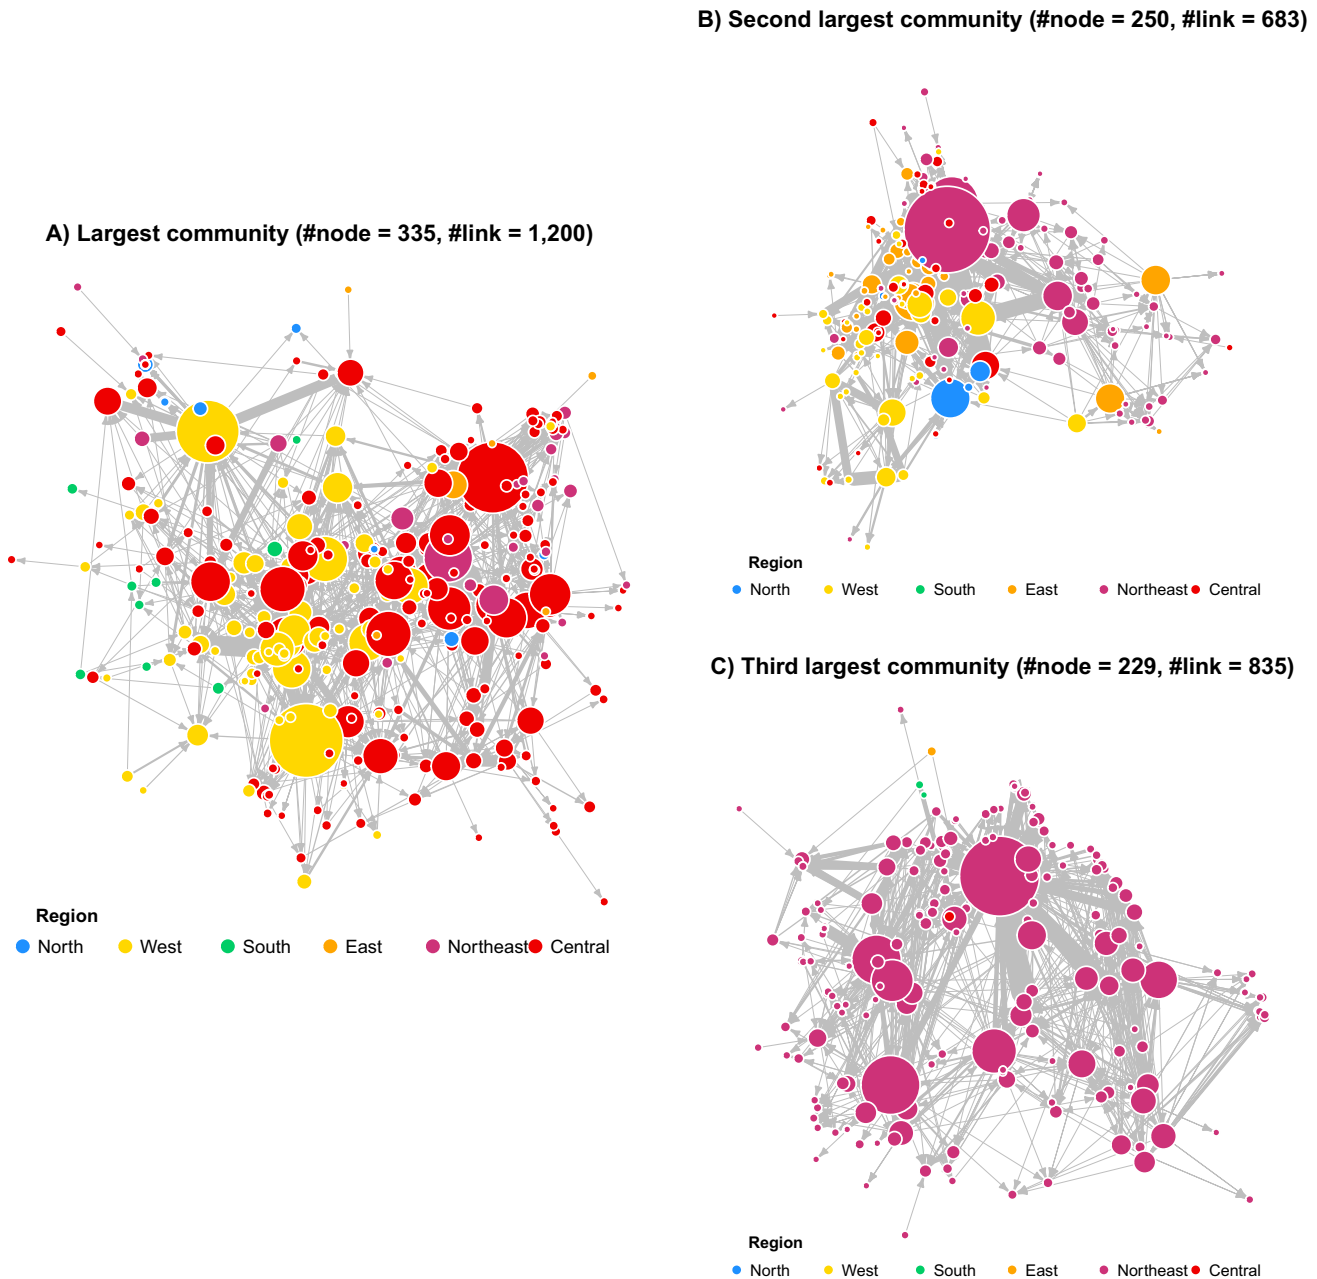 A) Largest community (#node = 335, #link = 1,200)
Region
North West South East Northeast Central
B) Second largest community (#node = 250, #link = 683)
Region
North West South East Northeast Central
C) Third largest community (#node = 229, #link = 835)
Region
North West South East Northeast Central